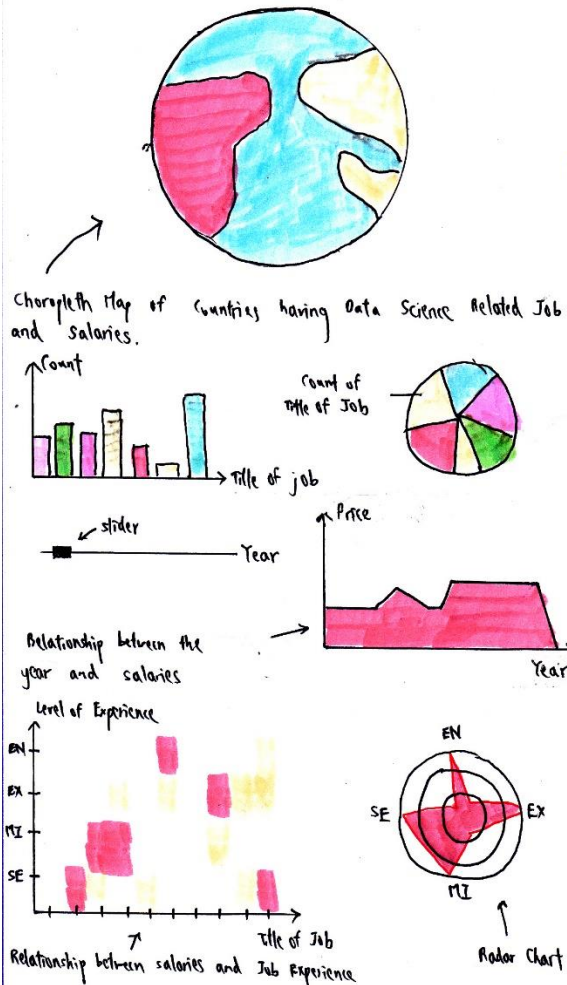 Choropleth Map of Countries having Data Science Related Job
and salaries.
Count
Title of job
Count of
Title of Job
slider
Year
Price
Year
Relationship between the
year and salaries
Level of Experience
EN
EX
MI
SE
Title of Job
Relationship between salaries and Job Experience
EN
SE
EX
MI
Radar Chart